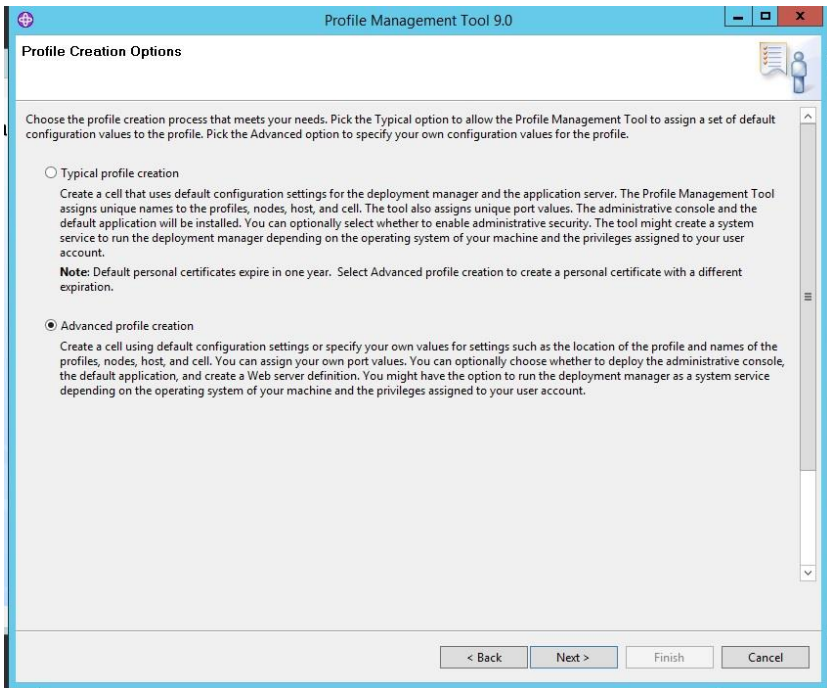 Profile Management Tool 9.0
Profile Creation Options
Choose the profile creation process that meets your needs. Pick the Typical option to allow the Profile Management Tool to assign a set of default
configuration values to the profile. Pick the Advanced option to specify your own configuration values for the profile.
Typical profile creation
Create a cell that uses default configuration settings for the deployment manager and the application server. The Profile Management Tool
assigns unique names to the profiles, nodes, host, and cell. The tool also assigns unique port values. The administrative console and the
default application will be installed. You can optionally select whether to enable administrative security. The tool might create a system
service to run the deployment manager depending on the operating system of your machine and the privileges assigned to your user
account.
Note: Default personal certificates expire in one year. Select Advanced profile creation to create a personal certificate with a different
expiration.
Advanced profile creation
Create a cell using default configuration settings or specify your own values for settings such as the location of the profile and names of the
profiles, nodes, host, and cell. You can assign your own port values. You can optionally choose whether to deploy the administrative console,
the default application, and create a Web server definition. You might have the option to run the deployment manager as a system service
depending on the operating system of your machine and the privileges assigned to your user account.
< Back Next > Finish Cancel